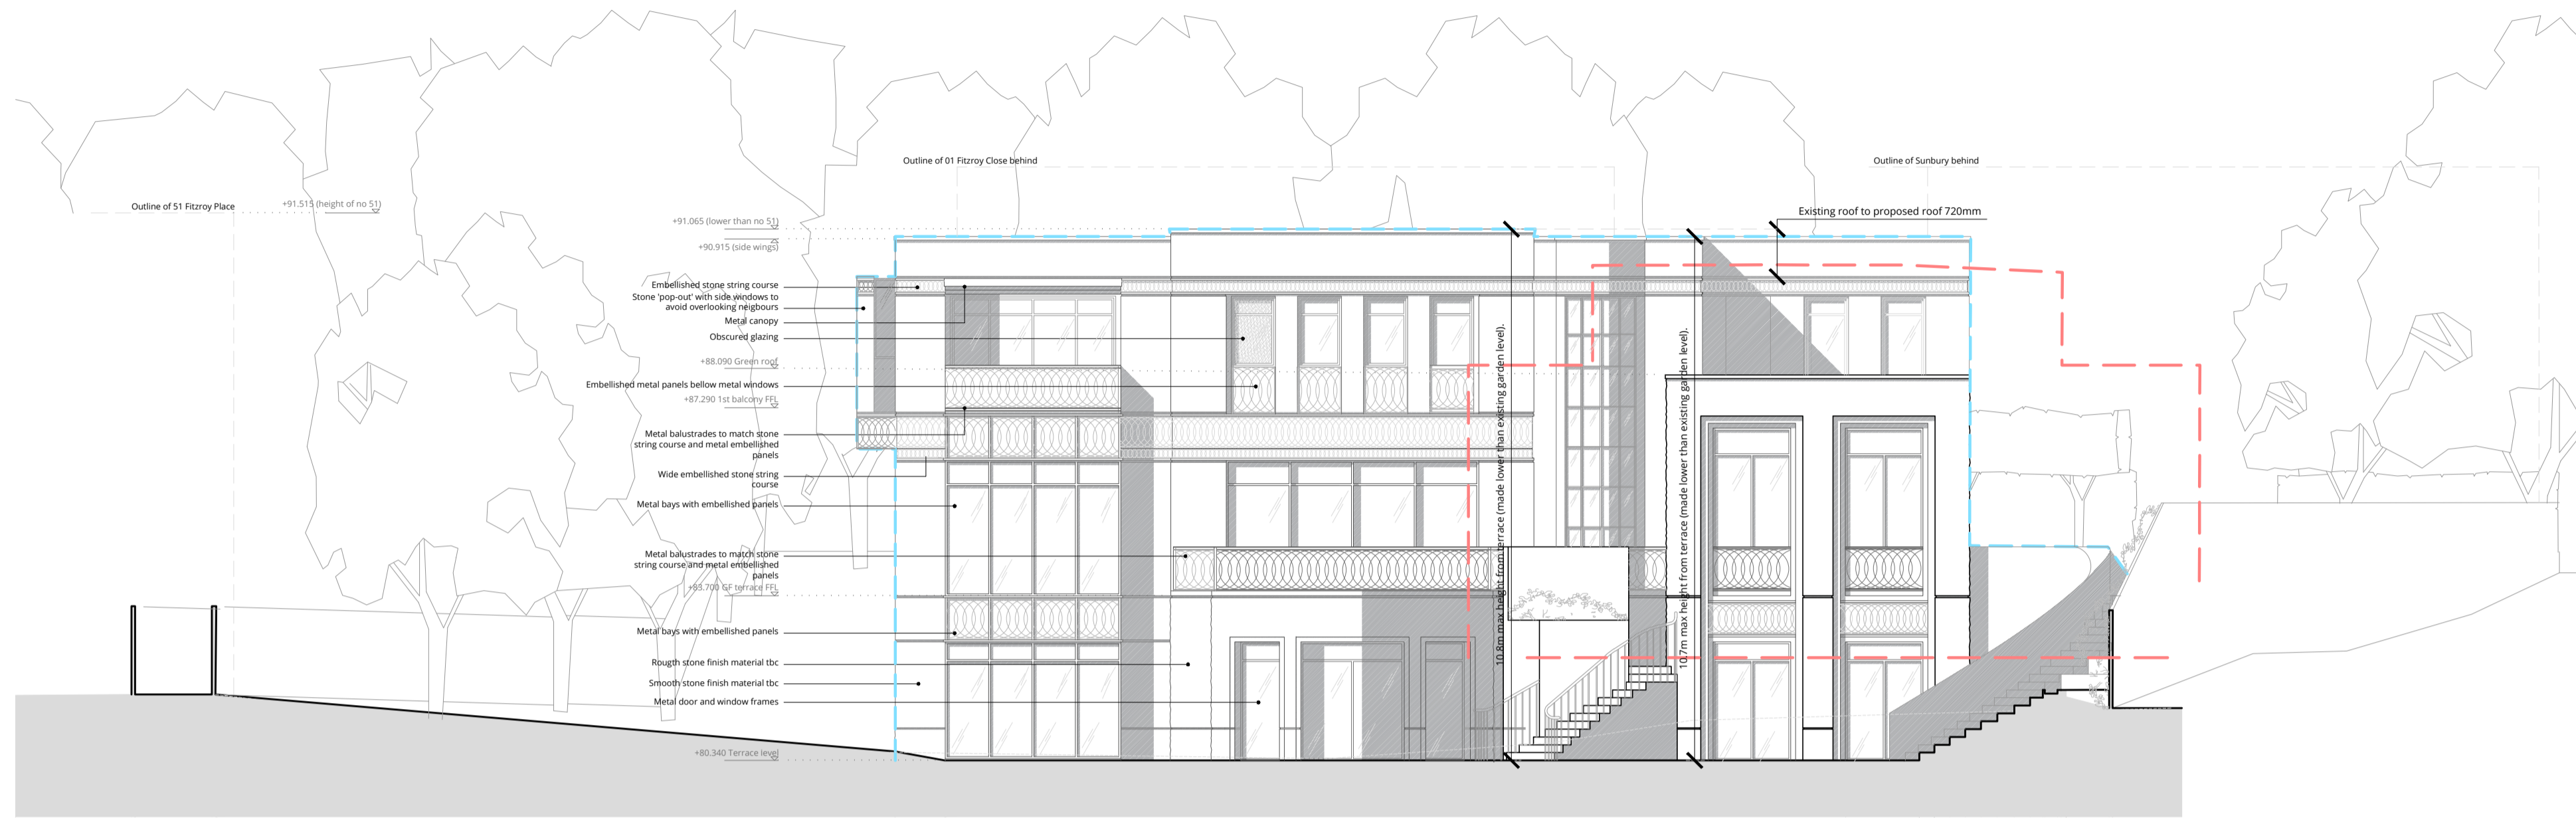 Outline of 01 Fitzroy Close behind
Outline of Sunbury behind
Outline of 51 Fitzroy Place
+91.515 (height of no 51)
Existing roof to proposed roof 720mm
+91.065 (lower than no 51)
+90.915 (side wings)
Embellished stone string course
Stone 'pop-out' with side windows to
avoid overlooking neigbours
Metal canopy
Obscured glazing
+88.090 Green roof
Embellished metal panels bellow metal windows
+87.290 1st balcony FFL
Metal balustrades to match stone
string course and metal embellished
panels
Wide embellished stone string
course
Metal bays with embellished panels
Metal balustrades to match stone
string course and metal embellished
panels
+83.700 GF terrace FFL
Metal bays with embellished panels
Rougth stone finish material tbc
Smooth stone finish material tbc
Metal door and window frames
+80.340 Terrace level
10.8m max height from terrace (made lower than existing garden level).
10.7m max height from terrace (made lower than existing garden level).